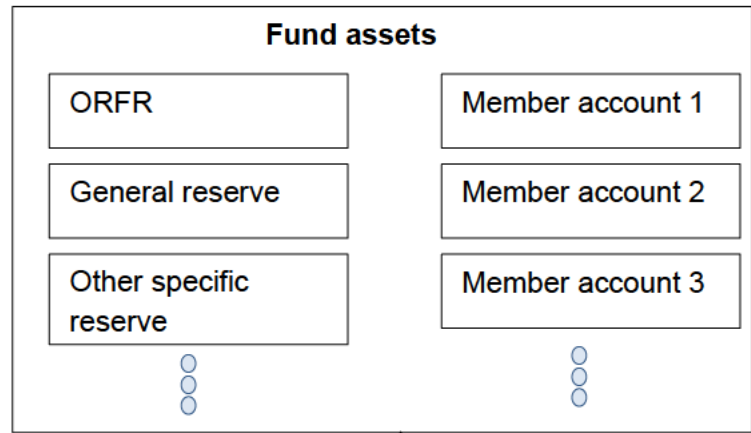 Fund assets
ORFR
General reserve
Other specific
reserve
Member account 1
Member account 2
Member account 3